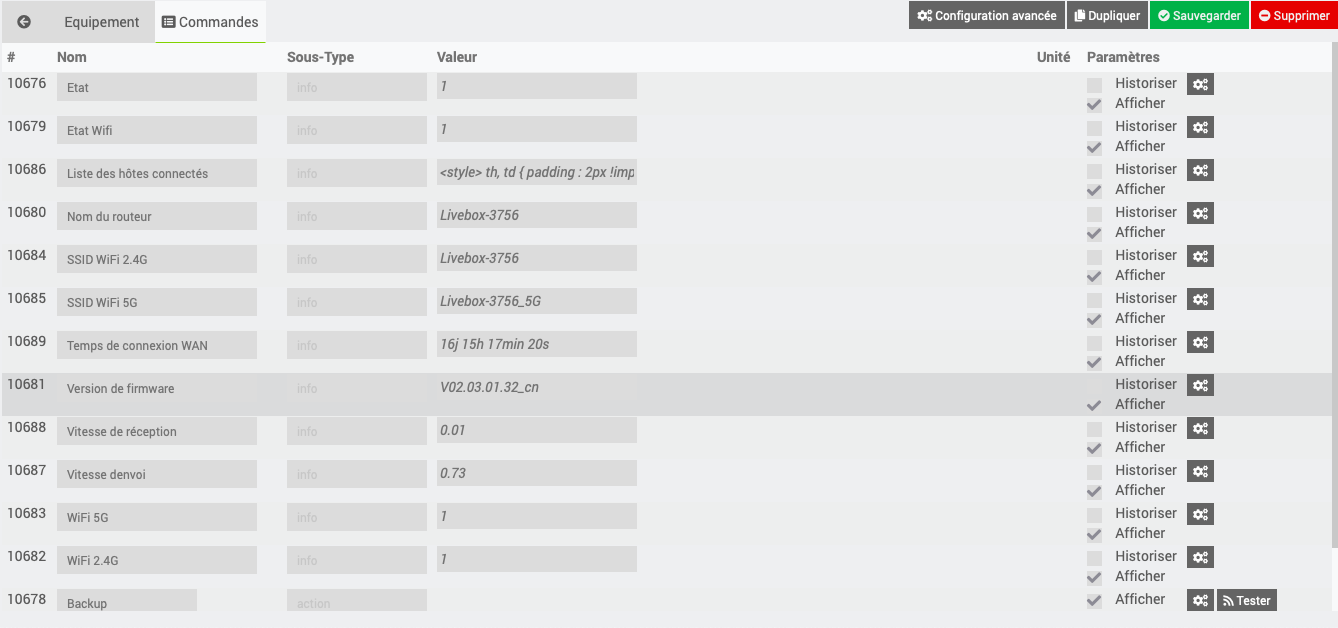 Equipement Commandes Configuration avancée Dupliquer Sauvegarder Supprimer
# Nom Sous-Type Valeur Unité Paramètres
10676 Etat info 1 Historiser
Afficher
10679 Etat Wifi info 1 Historiser
Afficher
10686 Liste des hôtes connectés info <style> th, td { padding : 2px !imp Historiser
Afficher
10680 Nom du routeur info Livebox-3756 Historiser
Afficher
10684 SSID WiFi 2.4G info Livebox-3756 Historiser
Afficher
10685 SSID WiFi 5G info Livebox-3756_5G Historiser
Afficher
10689 Temps de connexion WAN info 16j 15h 17min 20s Historiser
Afficher
10681 Version de firmware info V02.03.01.32_cn Historiser
Afficher
10688 Vitesse de réception info 0.01 Historiser
Afficher
10687 Vitesse denvoi info 0.73 Historiser
Afficher
10683 WiFi 5G info 1 Historiser
Afficher
10682 WiFi 2.4G info 1 Historiser
Afficher
10678 Backup action Afficher Tester